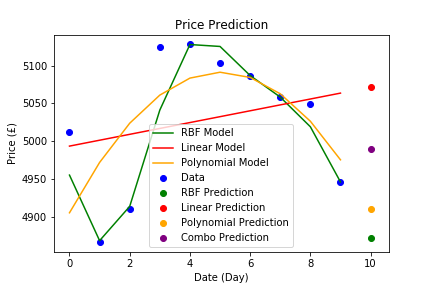 Price Prediction
Price (£)
5100
5050
5000
4950
4900
RBF Model
Linear Model
Polynomial Model
Data
RBF Prediction
Linear Prediction
Polynomial Prediction
Combo Prediction
0 2 4 6 8 10
Date (Day)